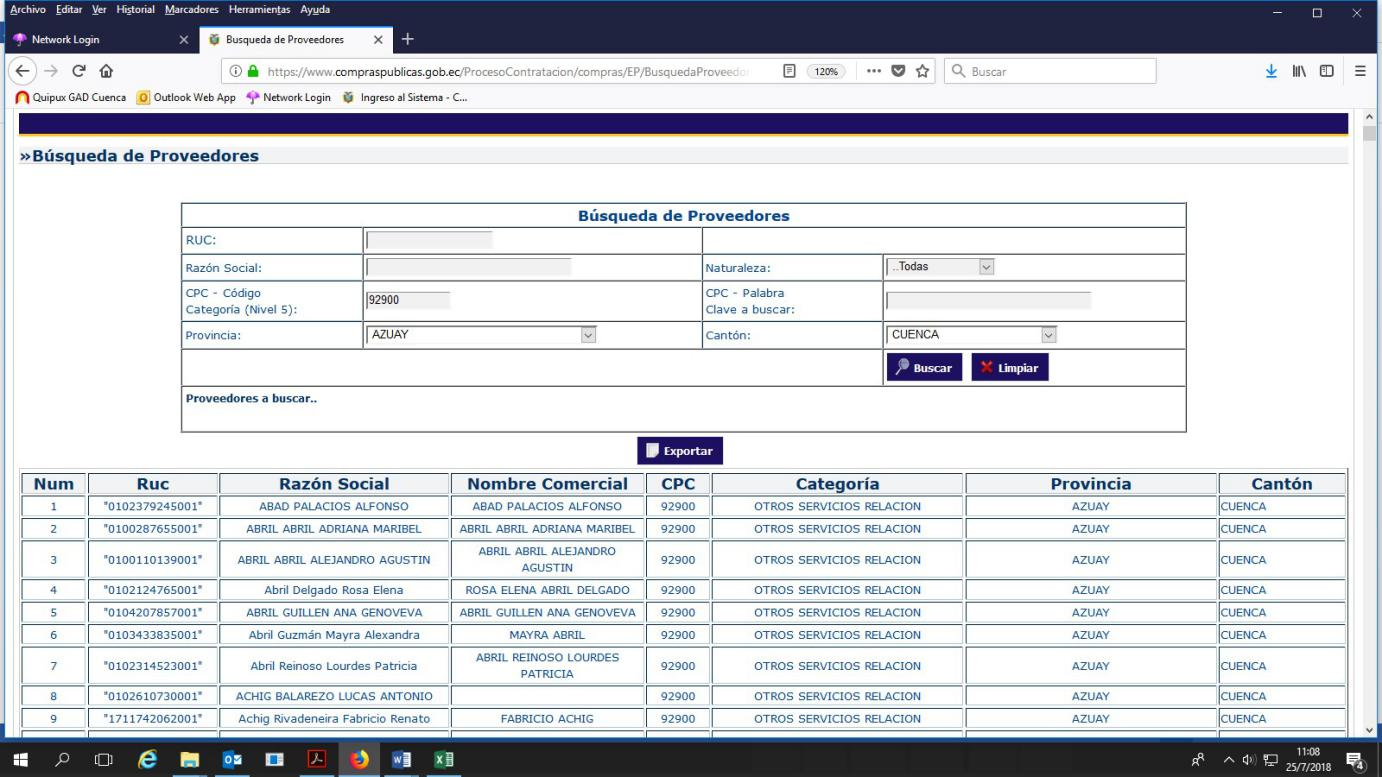 Archivo Editar Ver Historial Marcadores Herramientas Ayuda
Network Login
Busqueda de Proveedores
https://www.compraspublicas.gob.ec/ProcesoContratacion/compras/EP/BusquedaProveedor 120% Buscar
Quipux GAD Cuenca Outlook Web App Network Login Ingreso al Sistema - C...
»Búsqueda de Proveedores
Búsqueda de Proveedores
RUC:
Razón Social: Naturaleza: ..Todas
CPC - Código
Categoría (Nivel 5): 92900 CPC - Palabra
Clave a buscar:
Provincia: AZUAY Cantón: CUENCA
Buscar Limpiar
Proveedores a buscar..
Exportar
Num Ruc Razón Social Nombre Comercial CPC Categoría Provincia Cantón
1 "0102379245001" ABAD PALACIOS ALFONSO ABAD PALACIOS ALFONSO 92900 OTROS SERVICIOS RELACION AZUAY CUENCA
2 "0100287655001" ABRIL ABRIL ADRIANA MARIBEL ABRIL ABRIL ADRIANA MARIBEL 92900 OTROS SERVICIOS RELACION AZUAY CUENCA
3 "0100110139001" ABRIL ABRIL ALEJANDRO AGUSTIN ABRIL ABRIL ALEJANDRO
AGUSTIN 92900 OTROS SERVICIOS RELACION AZUAY CUENCA
4 "0102124765001" Abril Delgado Rosa Elena ROSA ELENA ABRIL DELGADO 92900 OTROS SERVICIOS RELACION AZUAY CUENCA
5 "0104207857001" ABRIL GUILLEN ANA GENOVEVA ABRIL GUILLEN ANA GENOVEVA 92900 OTROS SERVICIOS RELACION AZUAY CUENCA
6 "0103433835001" Abril Guzmán Mayra Alexandra MAYRA ABRIL 92900 OTROS SERVICIOS RELACION AZUAY CUENCA
7 "0102314523001" Abril Reinoso Lourdes Patricia ABRIL REINOSO LOURDES
PATRICIA 92900 OTROS SERVICIOS RELACION AZUAY CUENCA
8 "0102610730001" ACHIG BALAREZO LUCAS ANTONIO 92900 OTROS SERVICIOS RELACION AZUAY CUENCA
9 "1711742062001" Achig Rivadeneira Fabricio Renato FABRICIO ACHIG 92900 OTROS SERVICIOS RELACION AZUAY CUENCA
11:08
25/7/2018
4